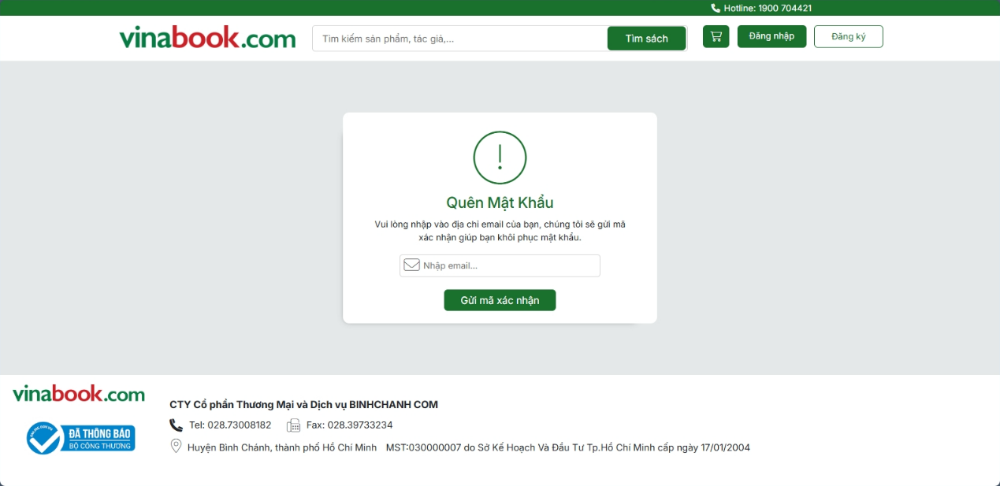 Hotline: 1900 704421
vinabook.com
Tìm kiếm sản phẩm, tác giả,...
Tìm sách
Đăng nhập
Đăng ký
Quên Mật Khẩu
Vui lòng nhập vào địa chỉ email của bạn, chúng tôi sẽ gửi mã
xác nhận giúp bạn khôi phục mật khẩu.
Nhập email...
Gửi mã xác nhận
vinabook.com
CTY Cổ phần Thương Mại và Dịch vụ BINHCHANH COM
Tel: 028.73008182 Fax: 028.39733234
ONLINE.GOV.VN
ĐÃ THÔNG BÁO
BỘ CÔNG THƯƠNG
Huyện Bình Chánh, thành phố Hồ Chí Minh MST:030000007 do Sở Kế Hoạch Và Đầu Tư Tp.Hồ Chí Minh cấp ngày 17/01/2004